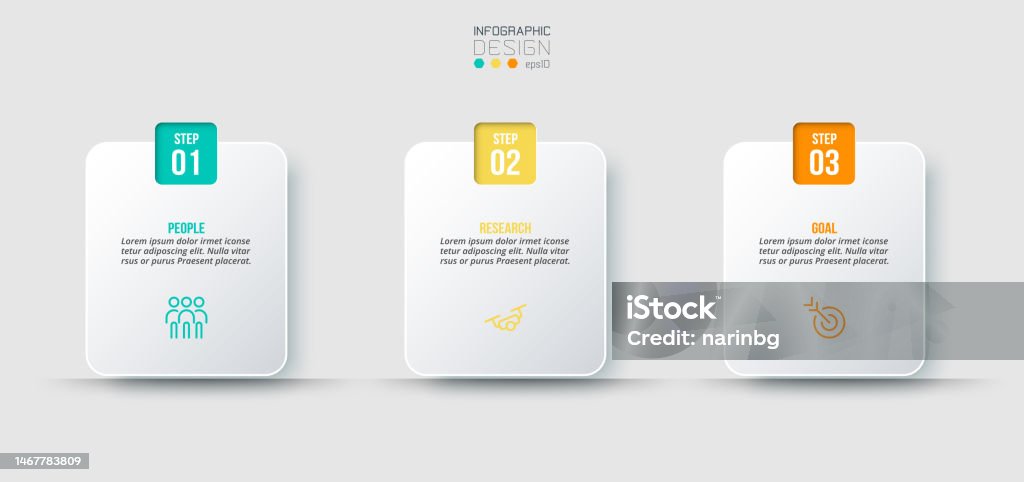 INFOGRAPHIC
DESIGN
eps10
STEP
01
PEOPLE
Lorem ipsum dolor irmet iconse
tetur adiposcing elit. Nulla vitar
rsus or purus Praesent placerat.
STEP
02
RESEARCH
Lorem ipsum dolor irmet iconse
tetur adiposcing elit. Nulla vitar
rsus or purus Praesent placerat.
STEP
03
GOAL
Lorem ipsum dolor irmet iconse
tetur adiposcing elit. Nulla vitar
rsus or purus Praesent placerat.
iStock™
Credit: narinbg
1467783809